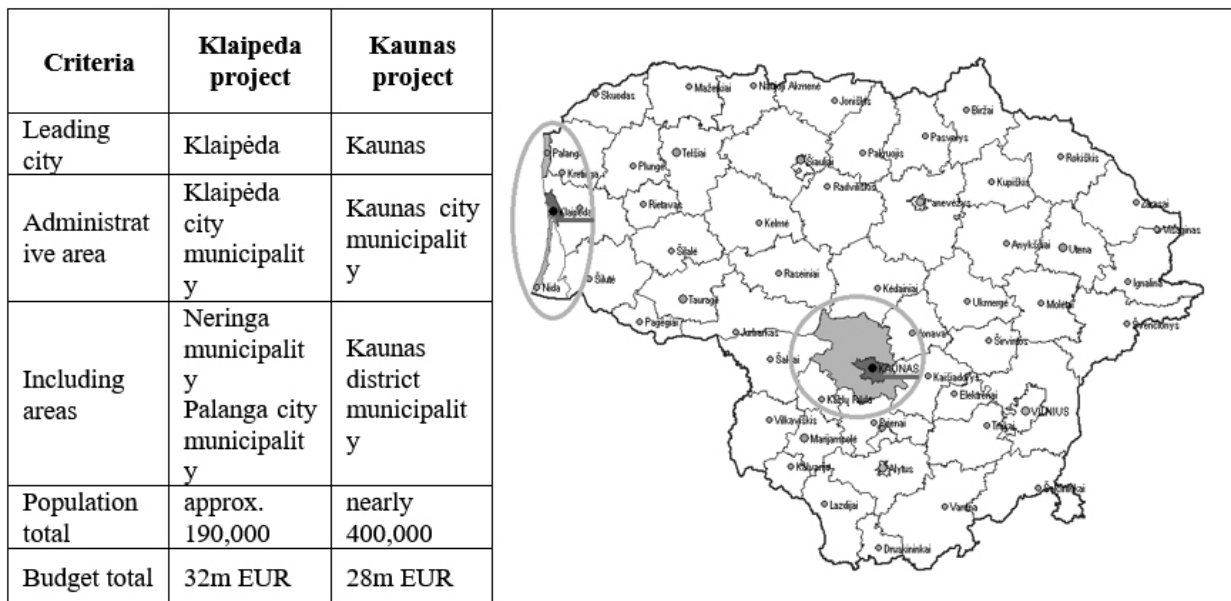 Criteria
Klaipeda
project
Kaunas
project
Leading
city
Klaipėda
Kaunas
Administrat
ive area
Klaipėda
city
municipalit
y
Kaunas city
municipalit
y
Including
areas
Neringa
municipalit
y
Palanga city
municipalit
y
Kaunas
district
municipalit
y
Population
total
approx.
190,000
nearly
400,000
Budget total
32m EUR
28m EUR
Skuodas
Mažeikiai
Akmenė
Joniškis
Biržai
Pasvalys
Rokiškis
Palang
Kretinga
Plungė
Telšiai
Šiauliai
Pakruojis
Kupiškis
Radviliškis
Zarasai
Klaipėda
Rietavas
Kelmė
Panevėžys
Visaginas
Anykščiai
Utena
Šilalė
Raseiniai
Ignalina
Nida
Šilutė
Kėdainiai
Tauragė
Ukmergė
Molėtai
Pagėgiai
Jurbarkas
Jonava
Širvintos
Švenčionys
Šakiai
KAUNAS
Kaišiadorys
Elektrėnai
Kazlų Rūda
VILNIUS
Vilkaviškis
Prienai
Trakai
Marijampolė
Kalvarija
Alytus
Lazdijai
Varėna
Druskininkai